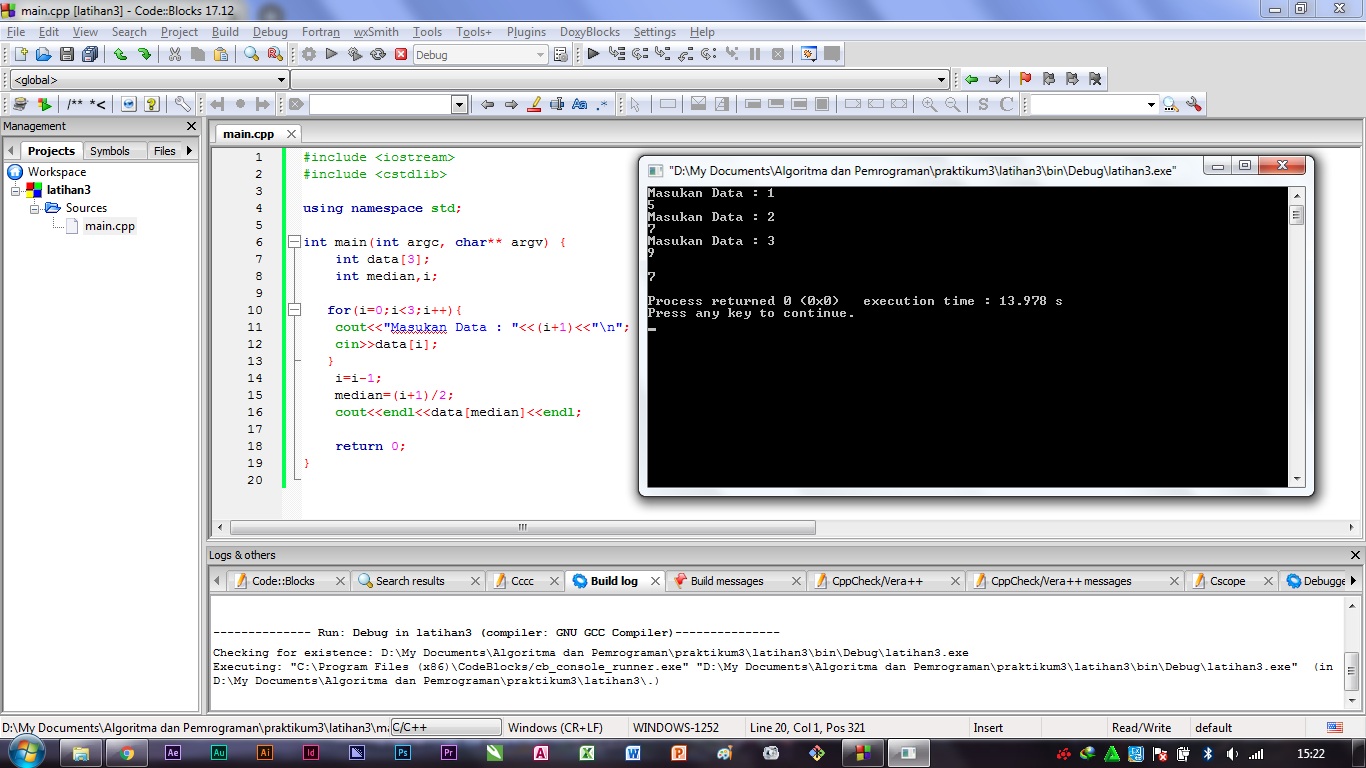 main.cpp [latihan3] - Code::Blocks 17.12
File Edit View Search Project Build Debug Fortran wxSmith Tools Tools+ Plugins DoxyBlocks Settings Help
Debug
<global>
/** *<
Aa .*
S C
Management
Projects Symbols Files
Workspace
latihan3
Sources
main.cpp
main.cpp
1 #include <iostream>
2 #include <cstdlib>
3
4 using namespace std;
5
6 int main(int argc, char** argv) {
7 int data[3];
8 int median,i;
9
10 for(i=0;i<3;i++){
11 cout<<"Masukan Data : "<<(i+1)<<"\n";
12 cin>>data[i];
13 }
14 i=i-1;
15 median=(i+1)/2;
16 cout<<endl<<data[median]<<endl;
17
18 return 0;
19 }
20
"D:\My Documents\Algoritma dan Pemrograman\praktikum3\latihan3\bin\Debug\latihan3.exe"
Masukan Data : 1
5
Masukan Data : 2
7
Masukan Data : 3
9
7
Process returned 0 (0x0) execution time : 13.978 s
Press any key to continue.
Logs & others
Code::Blocks Search results Cccc Build log Build messages CppCheck/Vera++ CppCheck/Vera++ messages Cscope Debugge
-------------- Run: Debug in latihan3 (compiler: GNU GCC Compiler)---------------
Checking for existence: D:\My Documents\Algoritma dan Pemrograman\praktikum3\latihan3\bin\Debug\latihan3.exe
Executing: "C:\Program Files (x86)\CodeBlocks/cb_console_runner.exe" "D:\My Documents\Algoritma dan Pemrograman\praktikum3\latihan3\bin\Debug\latihan3.exe" (in
D:\My Documents\Algoritma dan Pemrograman\praktikum3\latihan3\.)
D:\My Documents\Algoritma dan Pemrograman\praktikum3\latihan3\ma C/C++ Windows (CR+LF) WINDOWS-1252 Line 20, Col 1, Pos 321 Insert Read/Write default
Ae Au Ai Id Ps Pr A X W P 15:22